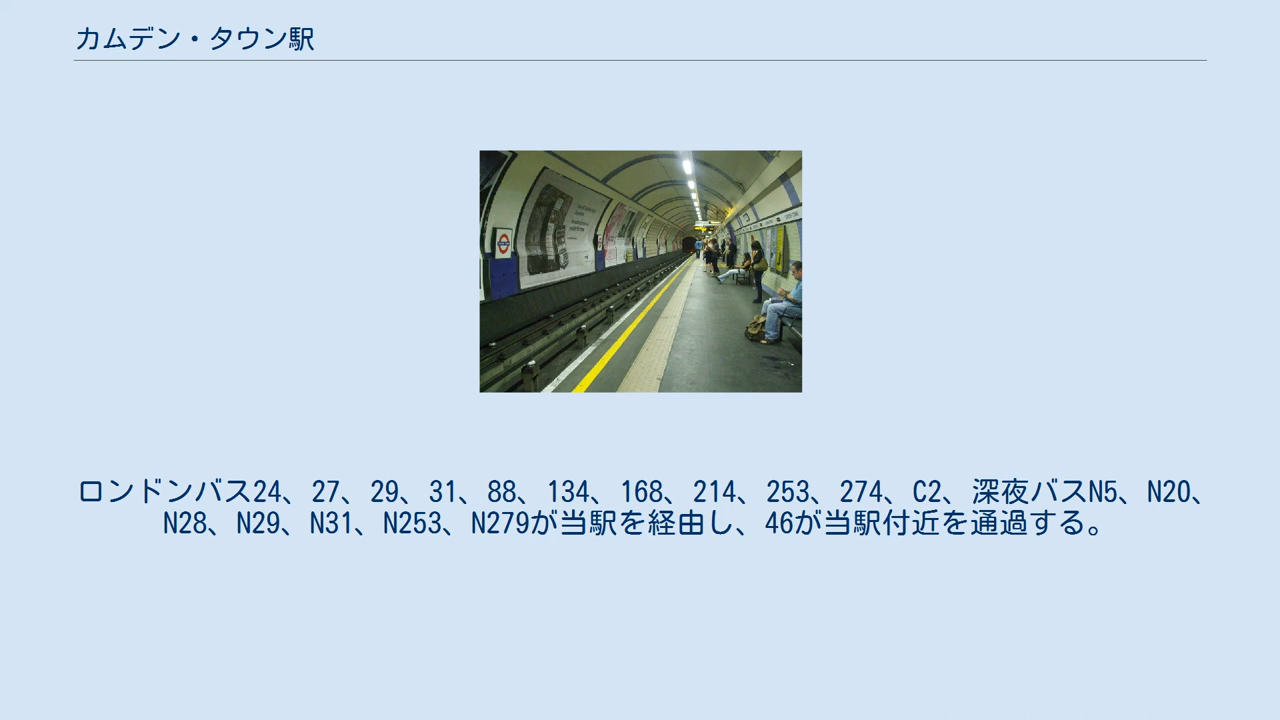 カムデン・タウン駅
ロンドンバス24、27、29、31、88、134、168、214、253、274、C2、深夜バスN5、N20、
N28、N29、N31、N253、N279が当駅を経由し、46が当駅付近を通過する。